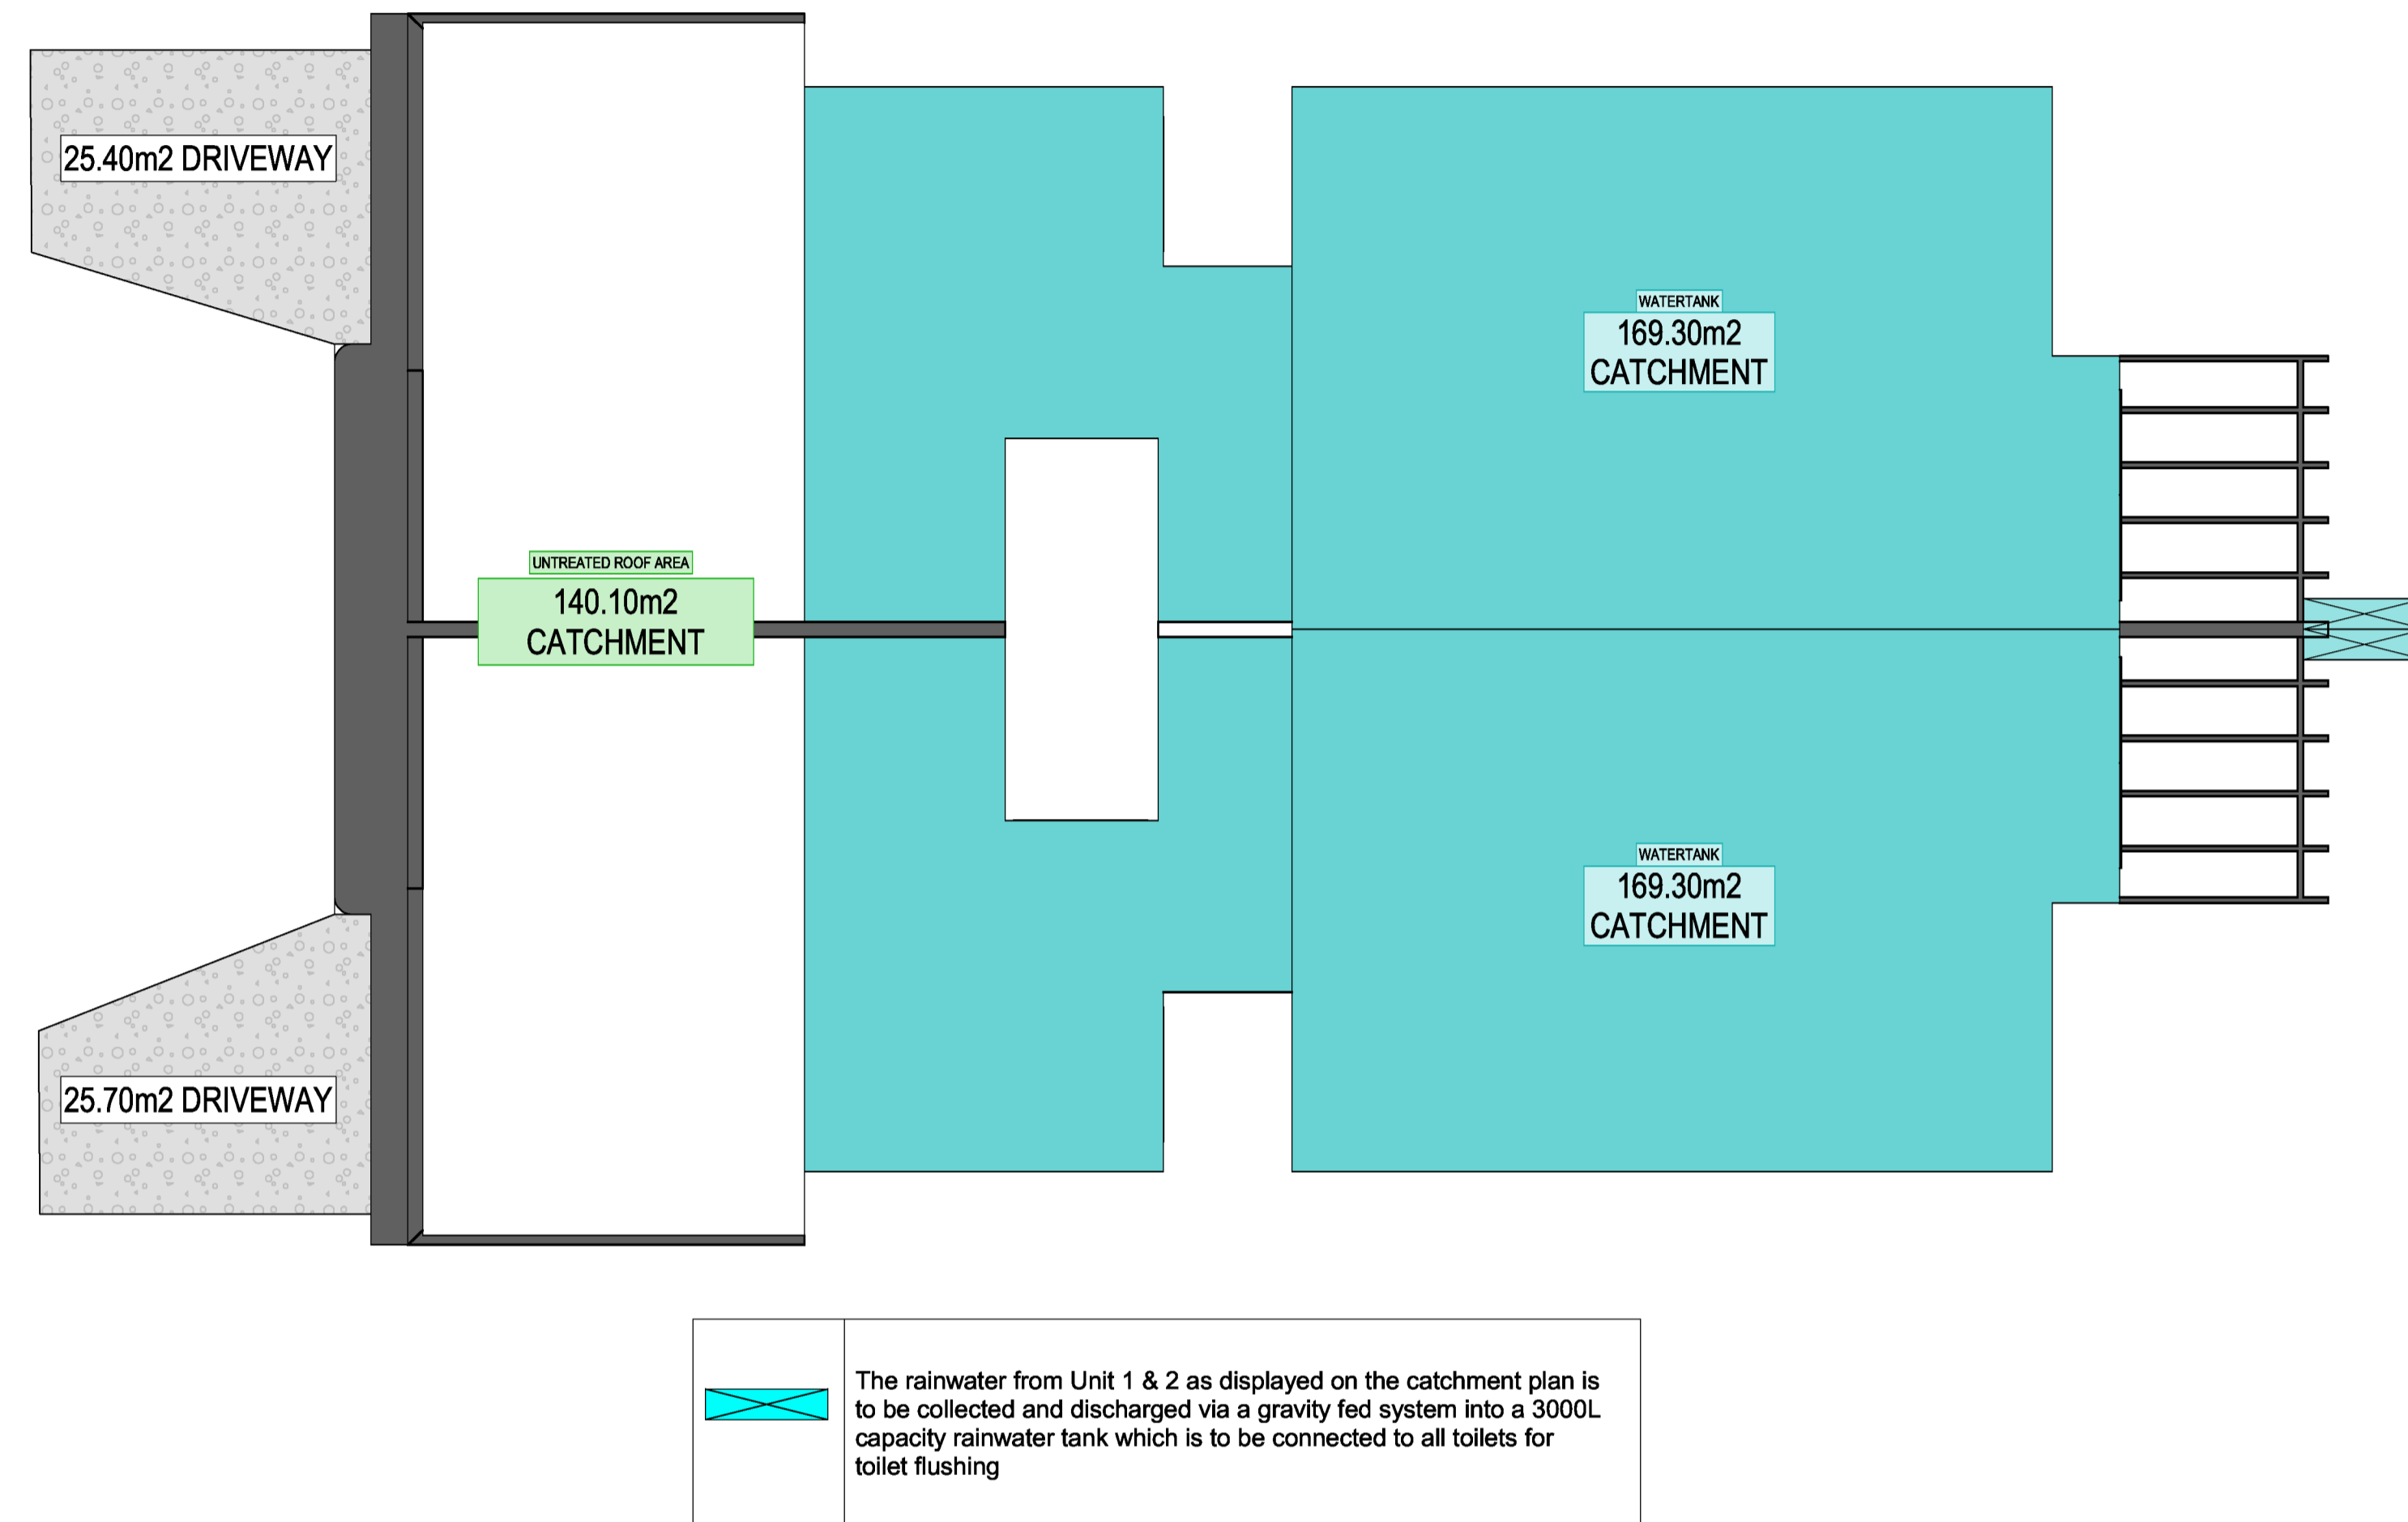 25.40m2 DRIVEWAY
WATERTANK
169.30m2
CATCHMENT
UNTREATED ROOF AREA
140.10m2
CATCHMENT
WATERTANK
169.30m2
CATCHMENT
25.70m2 DRIVEWAY
The rainwater from Unit 1 & 2 as displayed on the catchment plan is
to be collected and discharged via a gravity fed system into a 3000L
capacity rainwater tank which is to be connected to all toilets for
toilet flushing